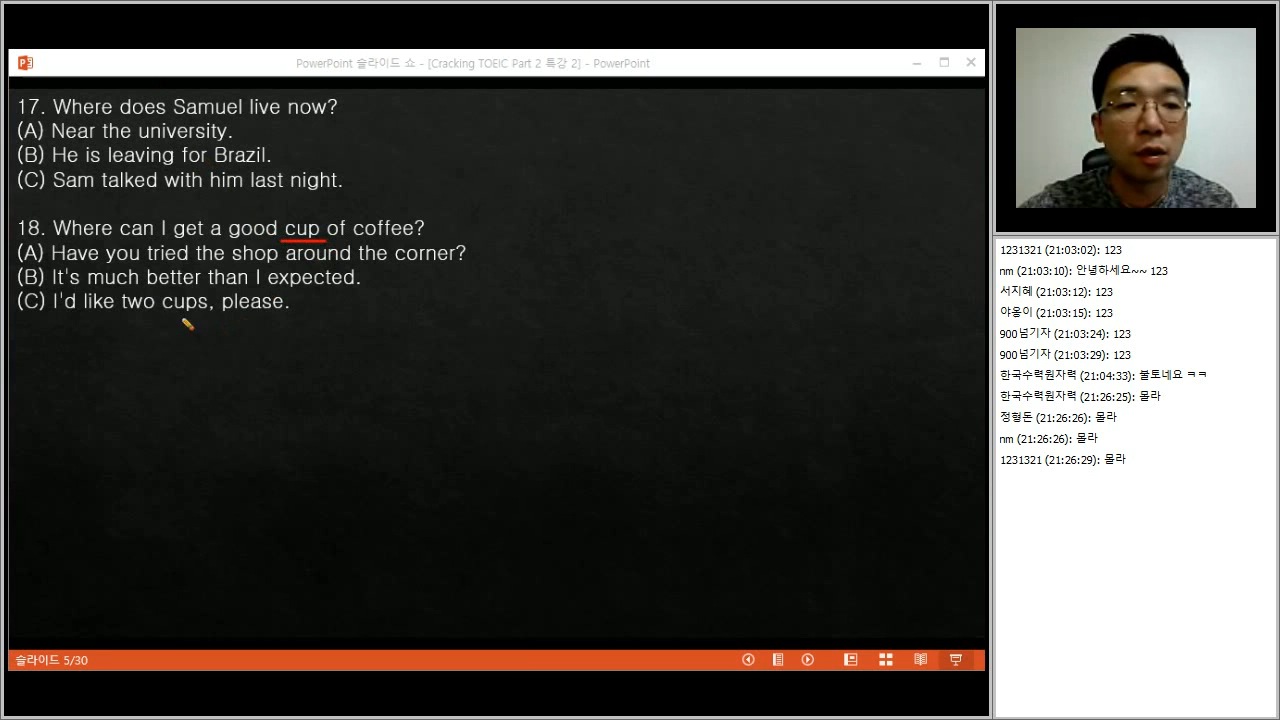 PowerPoint 슬라이드 쇼 - [Cracking TOEIC Part 2 특강 2] - PowerPoint
17. Where does Samuel live now?
(A) Near the university.
(B) He is leaving for Brazil.
(C) Sam talked with him last night.
18. Where can I get a good cup of coffee?
(A) Have you tried the shop around the corner?
(B) It's much better than I expected.
(C) I'd like two cups, please.
슬라이드 5/30
1231321 (21:03:02): 123
nm (21:03:10): 안녕하세요~~ 123
서지혜 (21:03:12): 123
야옹이 (21:03:15): 123
900넘기자 (21:03:24): 123
900넘기자 (21:03:29): 123
한국수력원자력 (21:04:33): 불토네요 ㅋㅋ
한국수력원자력 (21:26:25): 몰라
정형돈 (21:26:26): 몰라
nm (21:26:26): 몰라
1231321 (21:26:29): 몰라